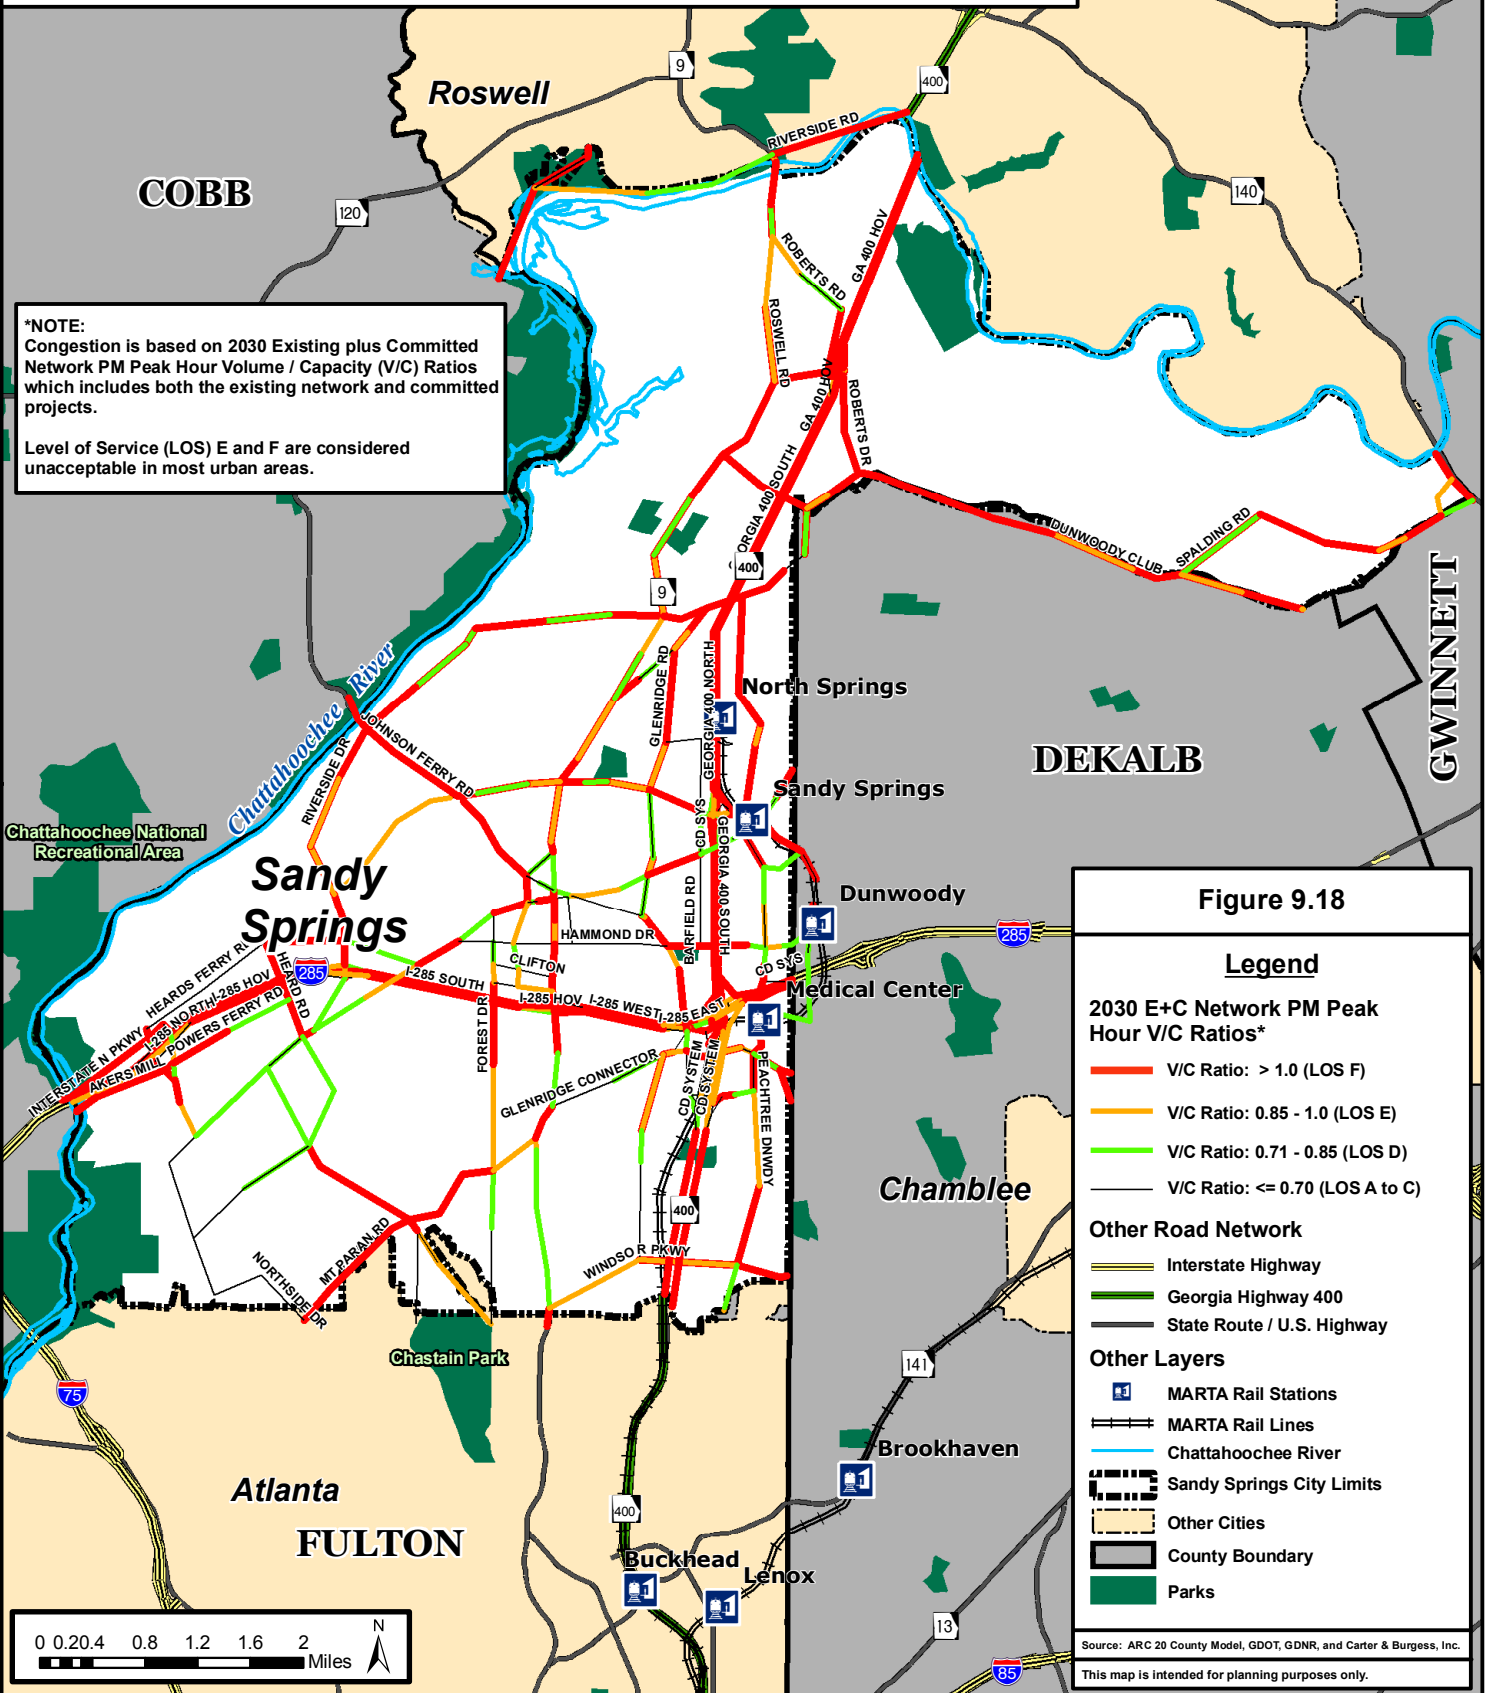 Roswell
9
400
RIVERSIDE RD
COBB
120
140
ROBERTS RD
GA 400 HOV
*NOTE:
Congestion is based on 2030 Existing plus Committed
Network PM Peak Hour Volume / Capacity (V/C) Ratios
which includes both the existing network and committed
projects.
Level of Service (LOS) E and F are considered
unacceptable in most urban areas.
ROSWELL RD
GA 400 HOV
ROBERTS DR
GEORGIA 400 SOUTH
400
9
DUNWOODY CLUB
SPALDING RD
GWINNETT
Chattahoochee River
GLENRIDGE RD
GEORGIA 400 NORTH
North Springs
JOHNSON FERRY RD
RIVERSIDE DR
DEKALB
Sandy Springs
CD SYS
GEORGIA 400 SOUTH
Chattahoochee National
Recreational Area
Sandy
Springs
Dunwoody
BARFIELD RD
HAMMOND DR
285
CLIFTON
CD SYS
HEARDS FERRY RD
HEARD RD
285
I-285 SOUTH
I-285 HOV
I-285 NORTH
I-285 HOV
I-285 WEST
I-285 EAST
Medical Center
INTERSTATE N PKWY
AKERS MILL
POWERS FERRY RD
FOREST DR
GLENRIDGE CONNECTOR
CD SYSTEM
CD SYSTEM
PEACHTREE DNWDY
Chamblee
400
MT PARAN RD
NORTHSIDE DR
WINDSOR PKWY
Chastain Park
75
141
Brookhaven
Atlanta
FULTON
400
Buckhead
Lenox
13
85
0 0.2 0.4 0.8 1.2 1.6 2
Miles
N
Figure 9.18
Legend
2030 E+C Network PM Peak
Hour V/C Ratios*
V/C Ratio: > 1.0 (LOS F)
V/C Ratio: 0.85 - 1.0 (LOS E)
V/C Ratio: 0.71 - 0.85 (LOS D)
V/C Ratio: <= 0.70 (LOS A to C)
Other Road Network
Interstate Highway
Georgia Highway 400
State Route / U.S. Highway
Other Layers
MARTA Rail Stations
MARTA Rail Lines
Chattahoochee River
Sandy Springs City Limits
Other Cities
County Boundary
Parks
Source: ARC 20 County Model, GDOT, GDNR, and Carter & Burgess, Inc.
This map is intended for planning purposes only.